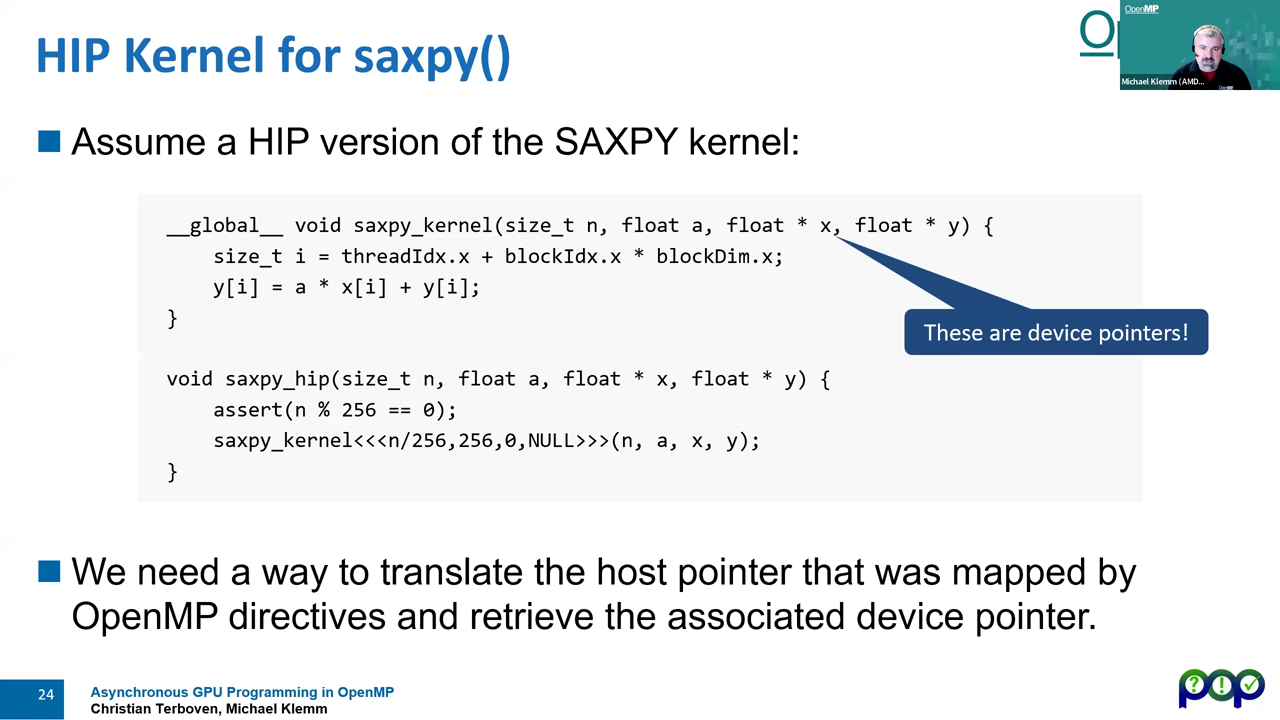 HIP Kernel for saxpy()
OpenMP
Michael Klemm (AMD...
Assume a HIP version of the SAXPY kernel:
__global__ void saxpy_kernel(size_t n, float a, float * x, float * y) {
size_t i = threadIdx.x + blockIdx.x * blockDim.x;
y[i] = a * x[i] + y[i];
}
These are device pointers!
void saxpy_hip(size_t n, float a, float * x, float * y) {
assert(n % 256 == 0);
saxpy_kernel<<<n/256,256,0,NULL>>>(n, a, x, y);
}
We need a way to translate the host pointer that was mapped by
OpenMP directives and retrieve the associated device pointer.
24
Asynchronous GPU Programming in OpenMP
Christian Terboven, Michael Klemm
pop